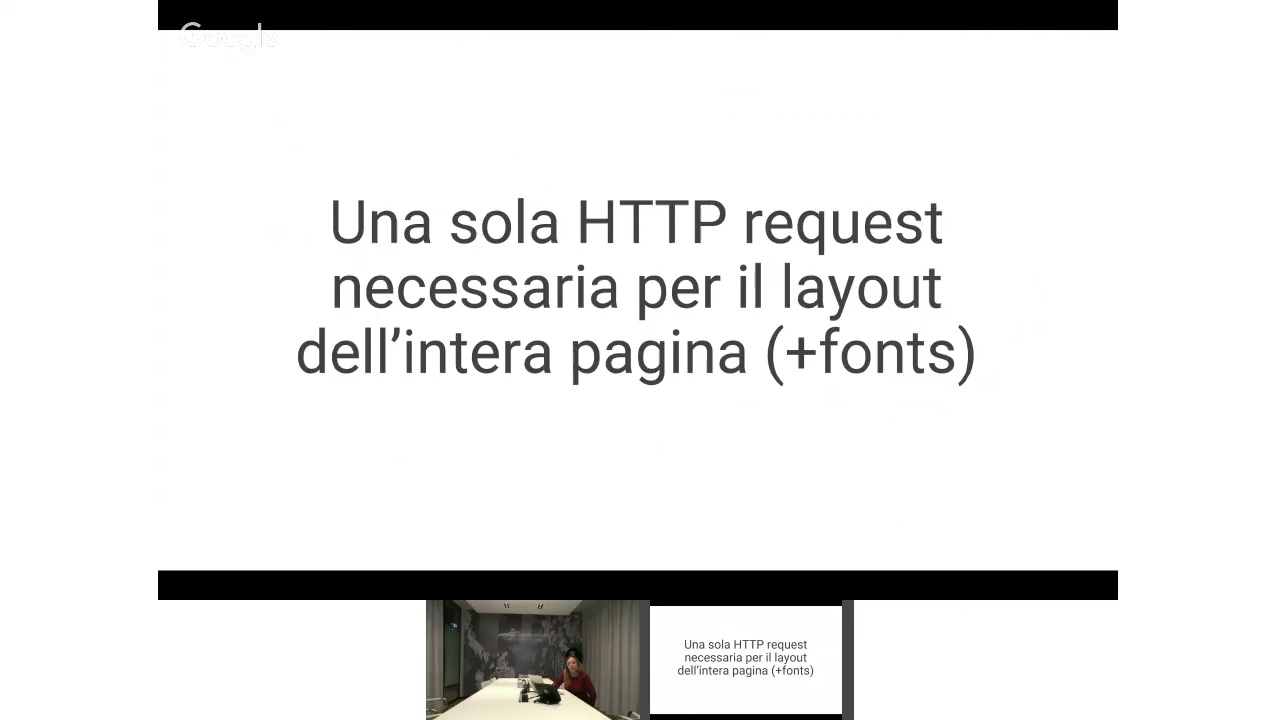 Google
Una sola HTTP request
necessaria per il layout
dell’intera pagina (+fonts)
Una sola HTTP request
necessaria per il layout
dell’intera pagina (+fonts)